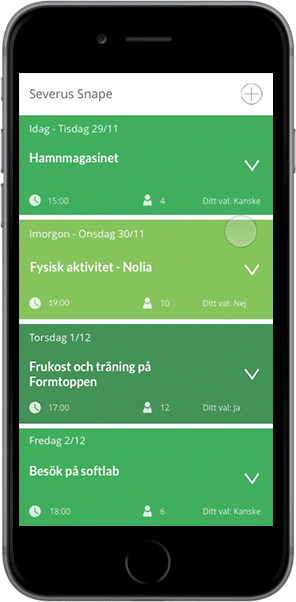 Severus Snape
Idag - Tisdag 29/11
Hamnmagasinet
15:00 4 Ditt val: Kanske
Imorgon - Onsdag 30/11
Fysisk aktivitet - Nolia
19:00 10 Ditt val: Nej
Torsdag 1/12
Frukost och träning på
Formtoppen
17:00 12 Ditt val: Ja
Fredag 2/12
Besök på softlab
18:00 6 Ditt val: Kanske